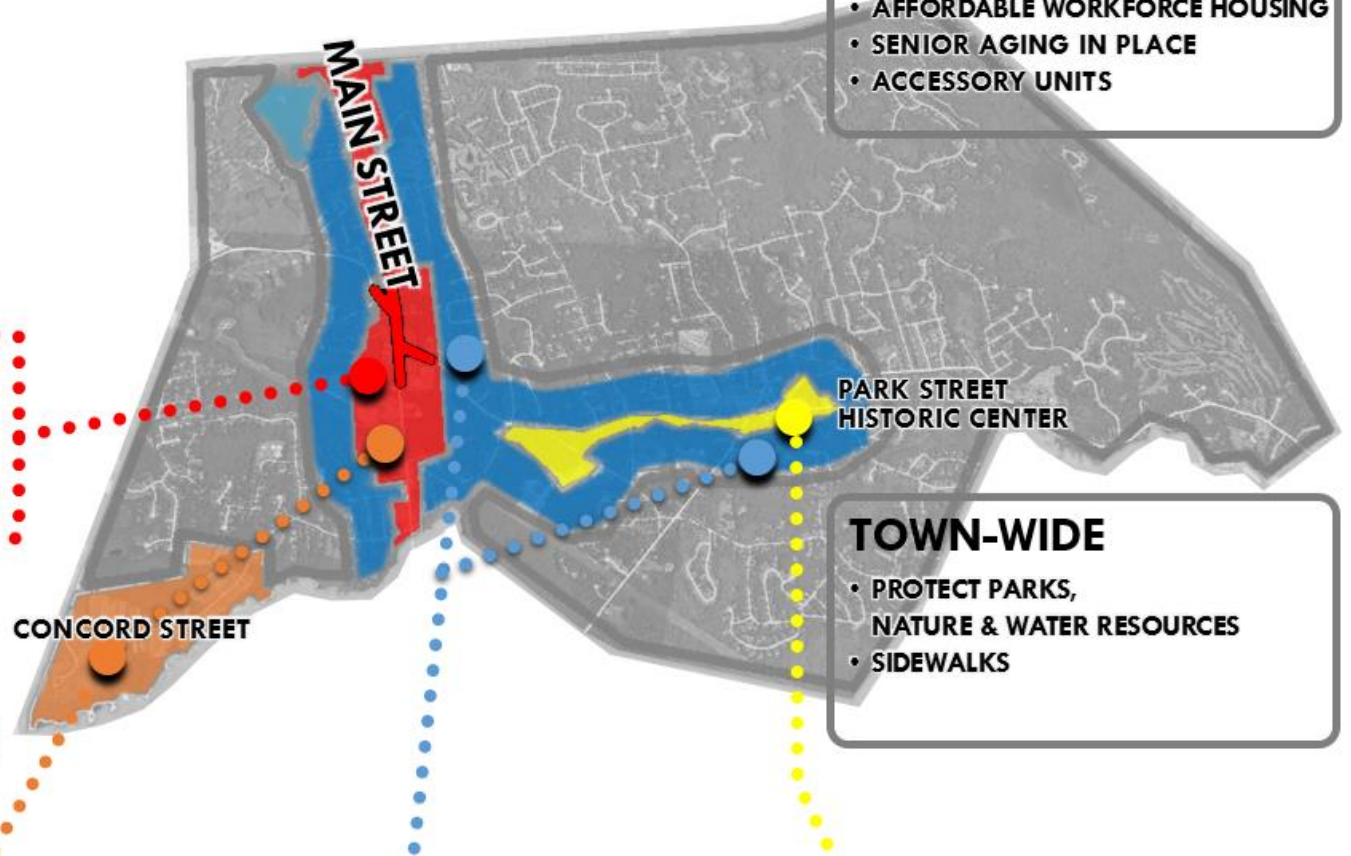 • AFFORDABLE WORKFORCE HOUSING
• SENIOR AGING IN PLACE
• ACCESSORY UNITS
MAIN STREET
PARK STREET
HISTORIC CENTER
TOWN-WIDE
• PROTECT PARKS,
NATURE & WATER RESOURCES
• SIDEWALKS
CONCORD STREET